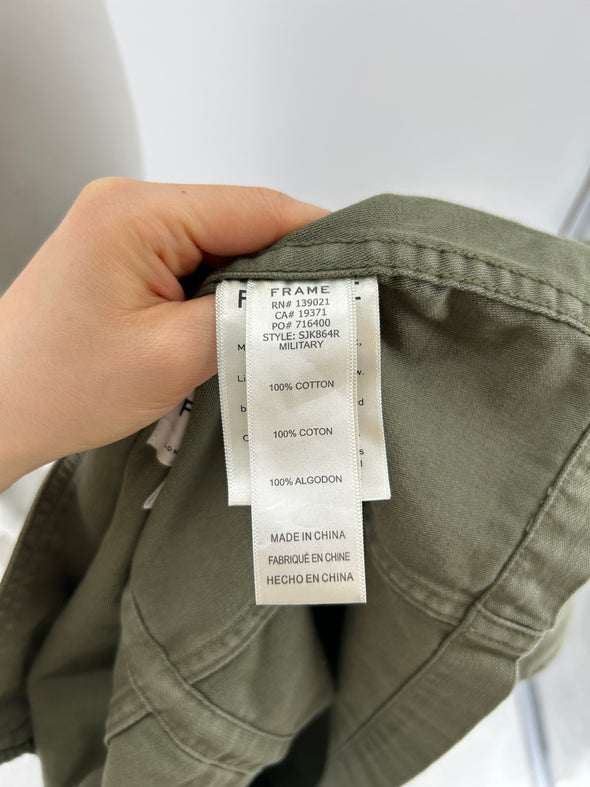 FRAME
RN# 139021
CA# 19371
PO# 716400
STYLE: SJK864R
MILITARY
100% COTTON
100% COTON
100% ALGODON
MADE IN CHINA
FABRIQUÉ EN CHINE
HECHO EN CHINA